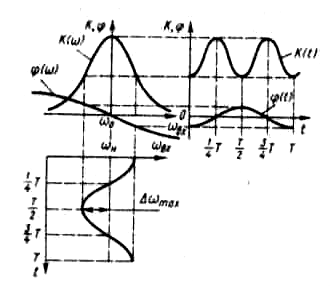 K,φ K,φ
K(ω) K(t)
φ(ω) φ(t)
ω₀ ω_вх 0
1/4 T T/2 3/4 T T t
ω_н ω_вх
1/4 T
T/2 Δω_max
3/4 T
T
t